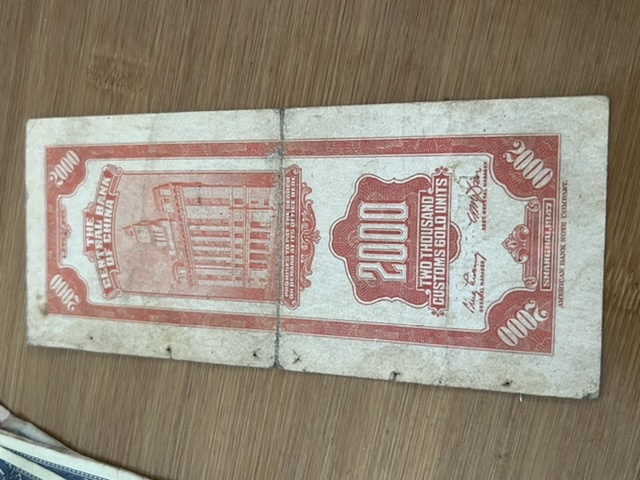 2000
2000
THE
CENTRAL BANK
OF CHINA
2000
TWO THOUSAND
CUSTOMS GOLD UNITS
SHANGHAI, 1947
2000
2000
AMERICAN BANK NOTE COMPANY.